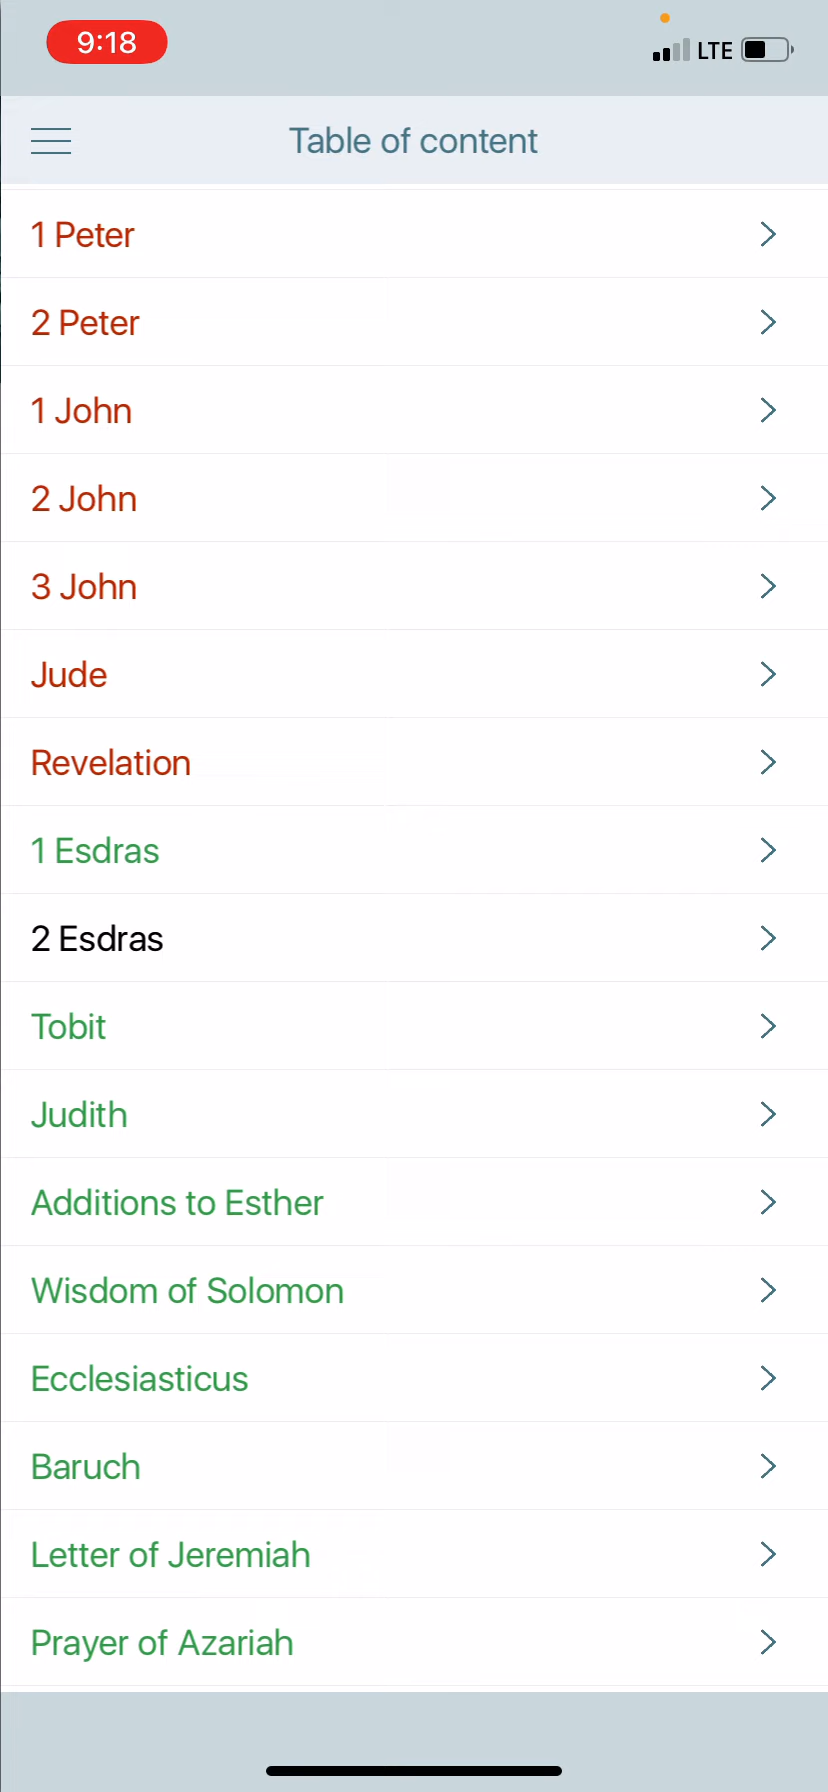 9:18
LTE
Table of content
1 Peter
2 Peter
1 John
2 John
3 John
Jude
Revelation
1 Esdras
2 Esdras
Tobit
Judith
Additions to Esther
Wisdom of Solomon
Ecclesiasticus
Baruch
Letter of Jeremiah
Prayer of Azariah